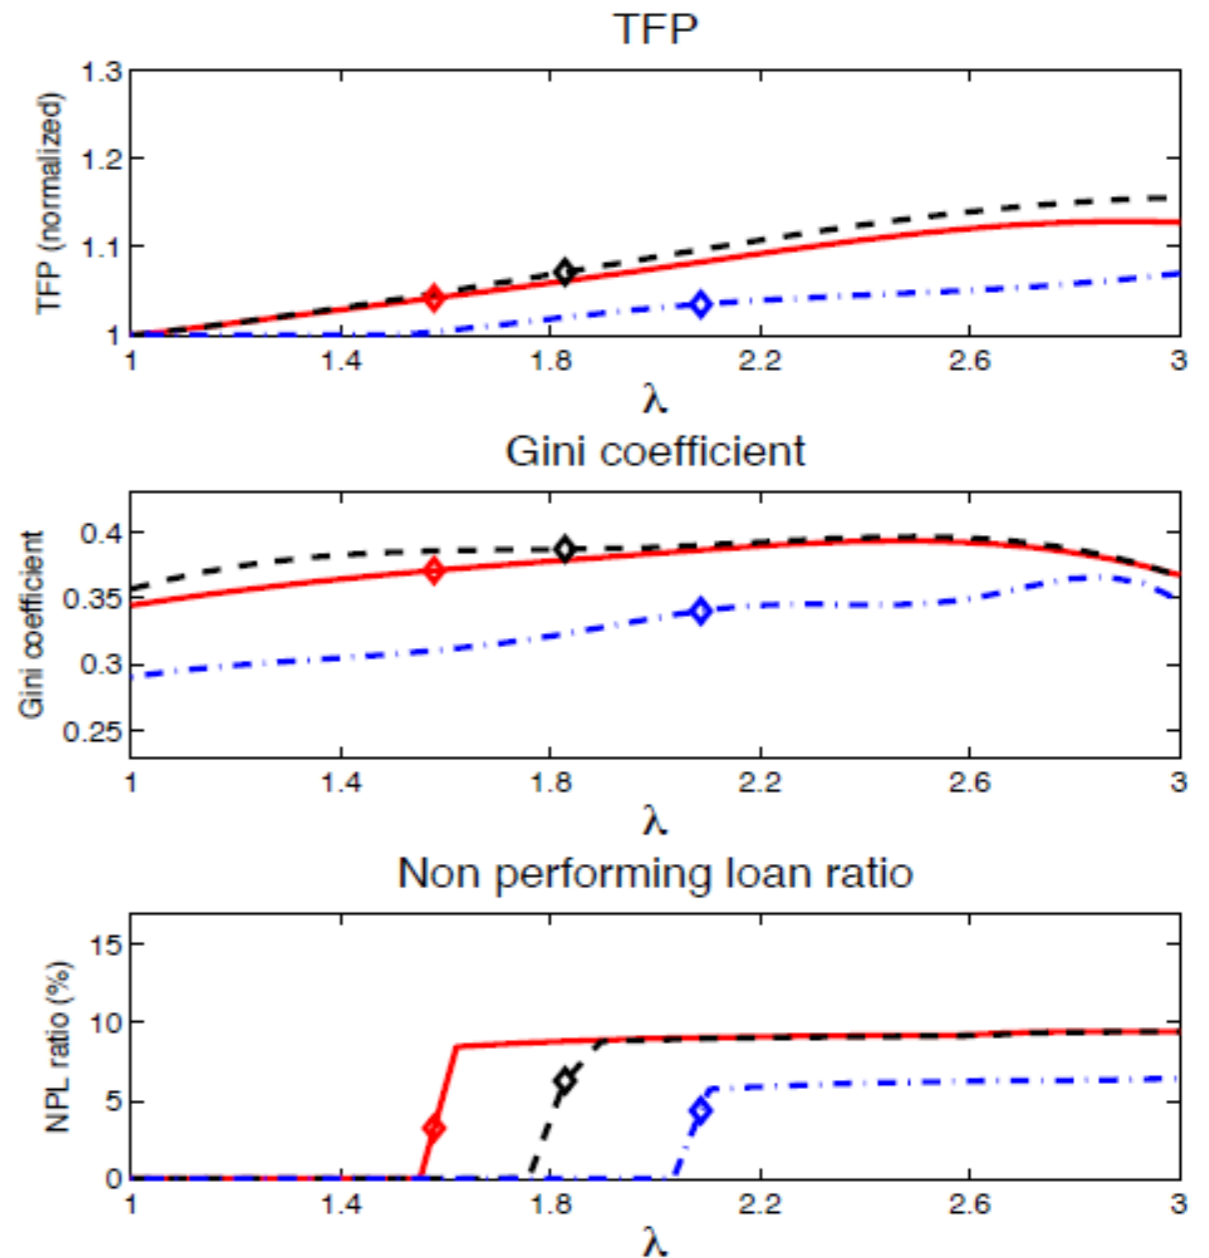 TFP
TFP (normalized)
1.3
1.2
1.1
1
1 1.4 1.8 2.2 2.6 3
λ
Gini coefficient
Gini coefficient
0.4
0.35
0.3
0.25
1 1.4 1.8 2.2 2.6 3
λ
Non performing loan ratio
NPL ratio (%)
15
10
5
0
1 1.4 1.8 2.2 2.6 3
λ